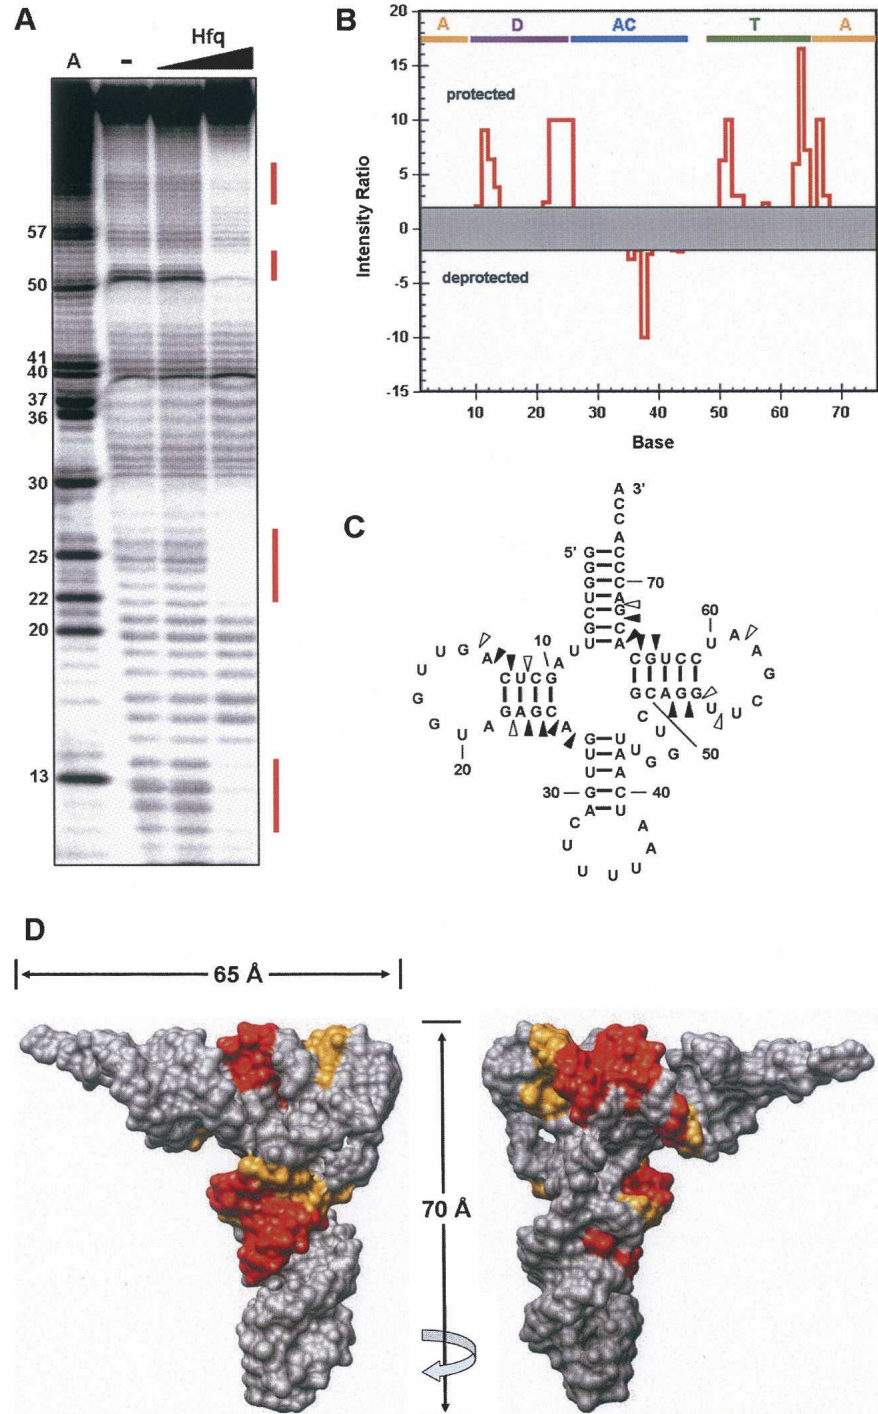 A
Hfq
A -
57
50
41
40
37
36
30
25
22
20
13
B
20
15
10
5
0
-5
-10
-15
A D AC T A
protected
deprotected
Intensity Ratio
10 20 30 40 50 60 70
Base
C
A 3'
C
C
A
5' G C
G C
G C 70
U A
C G
G C
U A
10
A U
G U U G A C U C G
G G U A G A G C A
20
C G U C C U A A G C U U
G C A G G
60
50
C U G G U
G U
U A
U A
30 G C 40
A U
C A
U A
U U U U
D
65 Å
70 Å